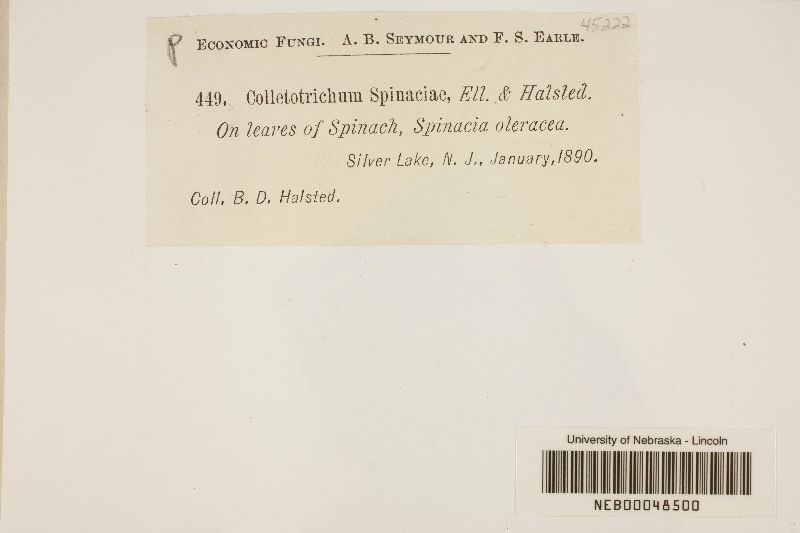 45222
P
ECONOMIC FUNGI. A. B. SEYMOUR AND F. S. EARLE.
449. Colletotrichum Spinaciae, Ell. & Halsted.
On leaves of Spinach, Spinacia oleracea.
Silver Lake, N. J., January, 1890.
Coll. B. D. Halsted.
University of Nebraska - Lincoln
NEB00048500